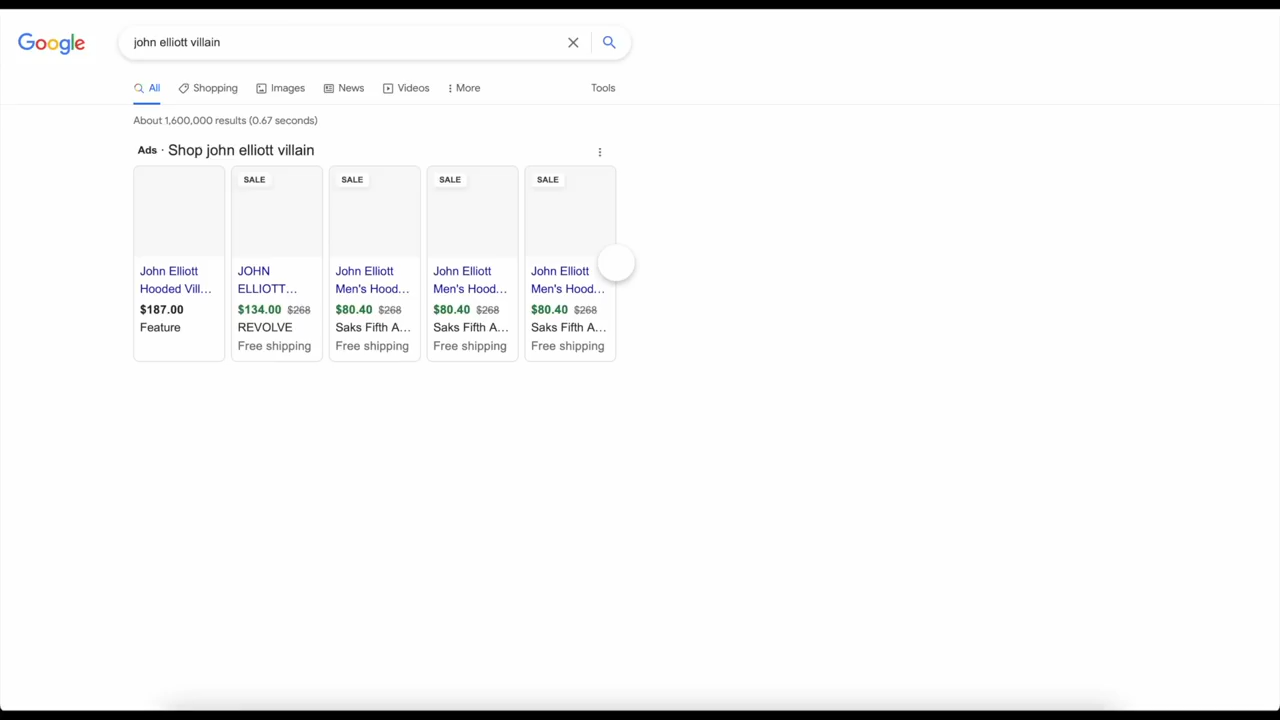 Google
john elliott villain
All
Shopping
Images
News
Videos
More
Tools
About 1,600,000 results (0.67 seconds)
Ads · Shop john elliott villain
John Elliott
Hooded Vill...
$187.00
Feature
SALE
JOHN
ELLIOTT...
$134.00 $268
REVOLVE
Free shipping
SALE
John Elliott
Men's Hood...
$80.40 $268
Saks Fifth A...
Free shipping
SALE
John Elliott
Men's Hood...
$80.40 $268
Saks Fifth A...
Free shipping
SALE
John Elliott
Men's Hood...
$80.40 $268
Saks Fifth A...
Free shipping